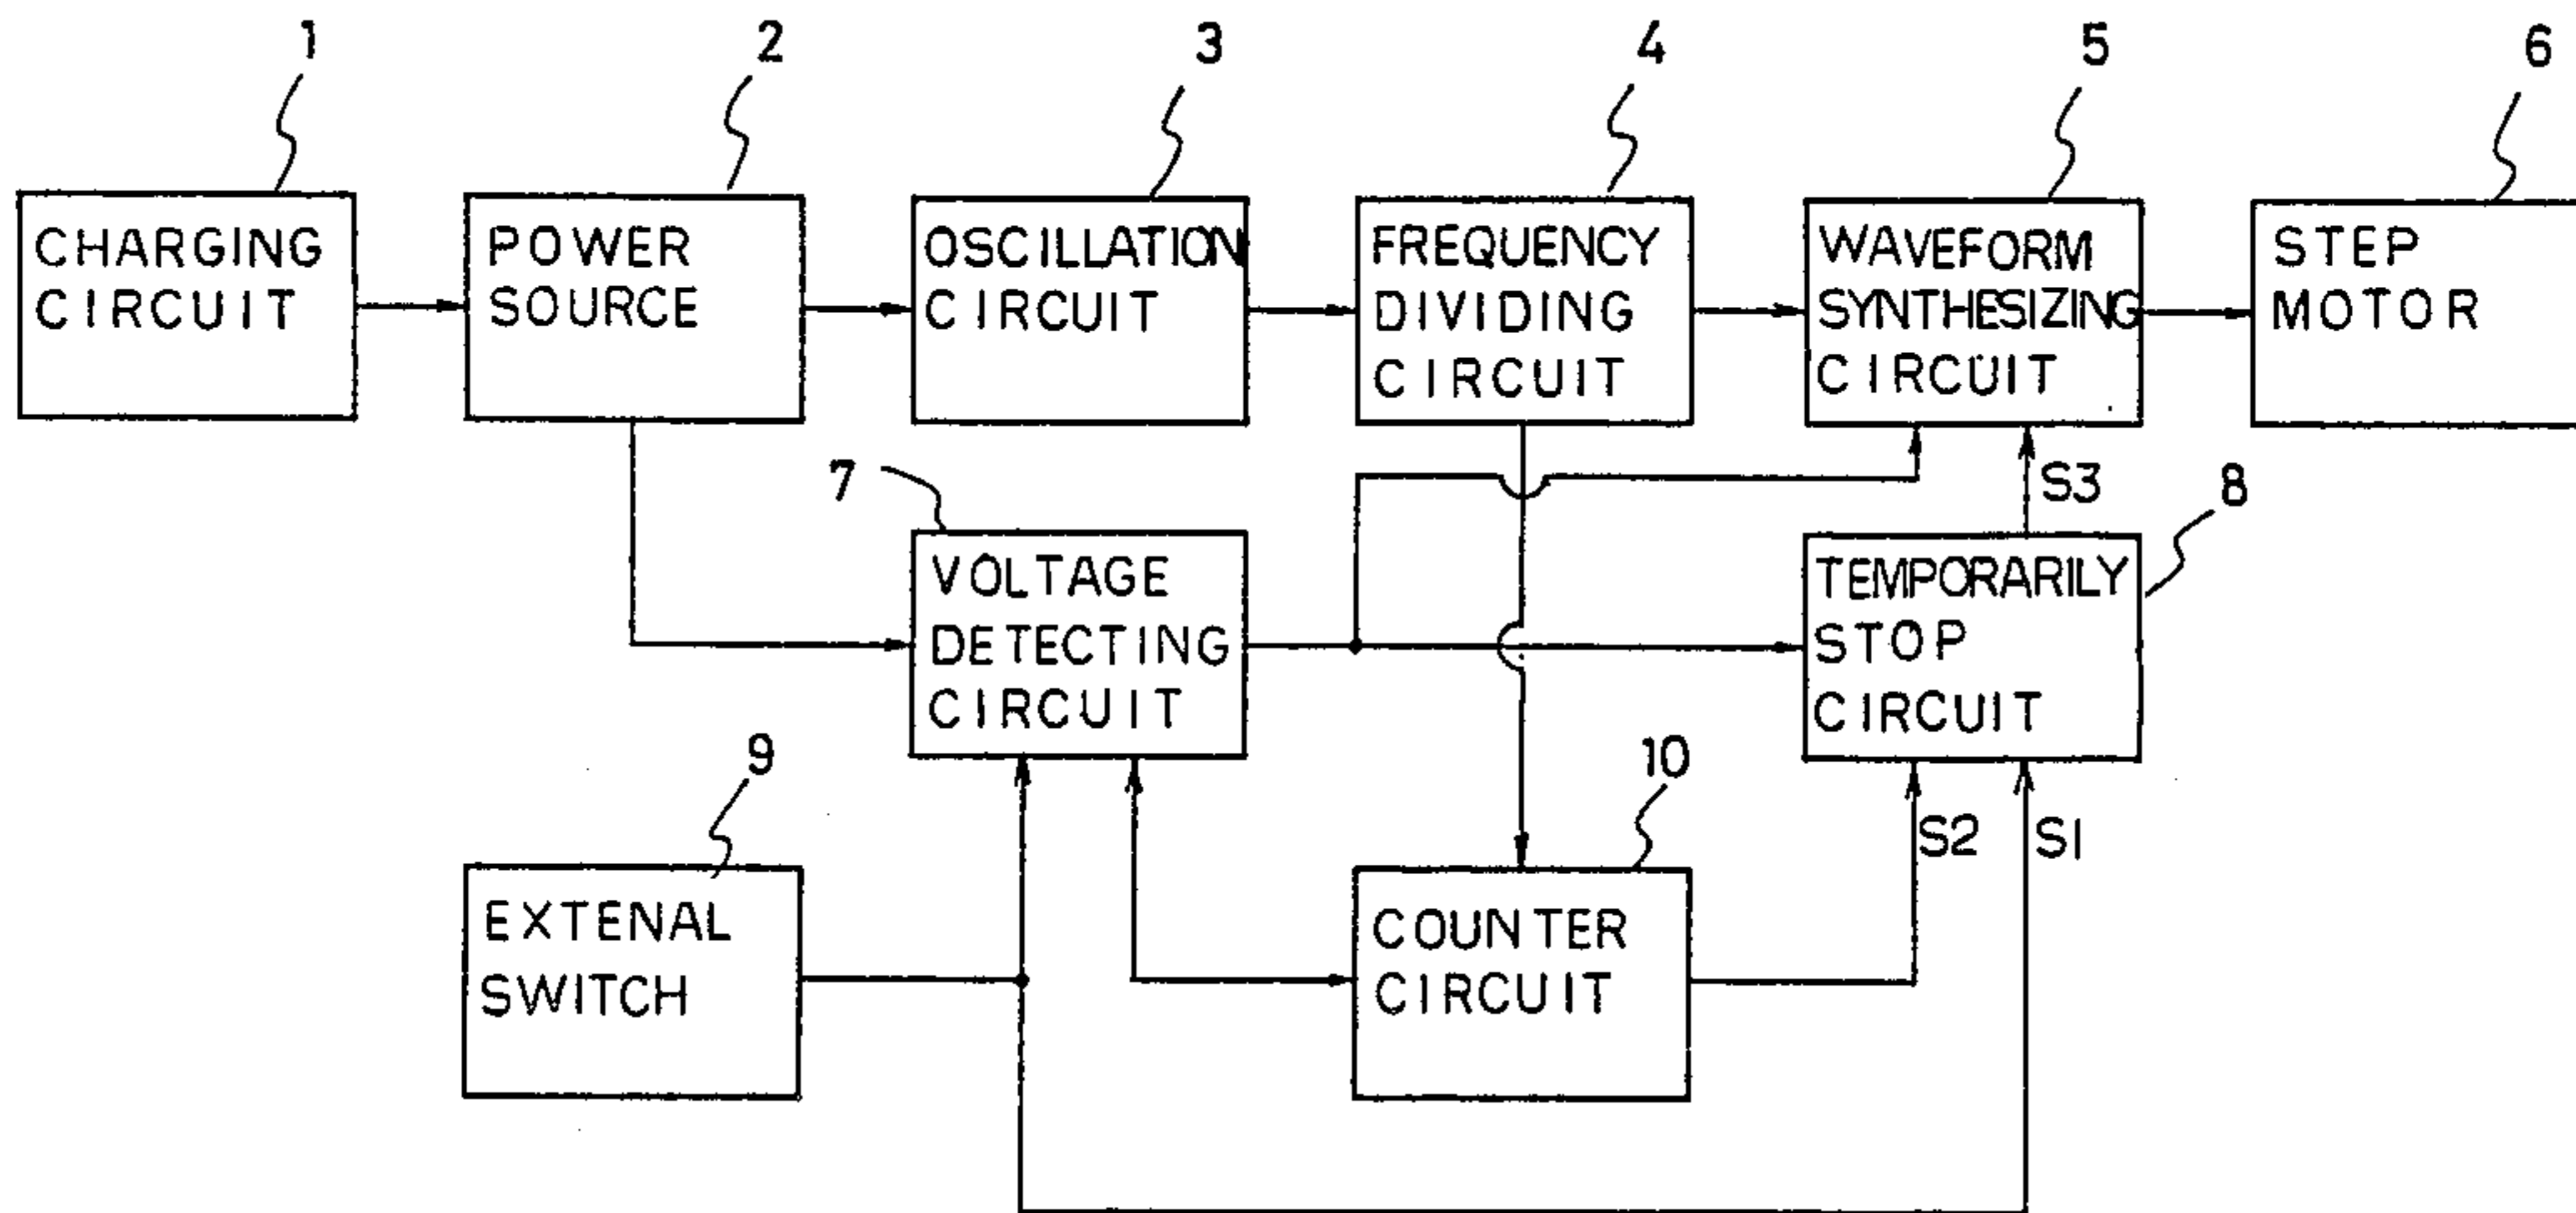 1
2
3
4
5
6
CHARGING
CIRCUIT
POWER
SOURCE
OSCILLATION
CIRCUIT
FREQUENCY
DIVIDING
CIRCUIT
WAVEFORM
SYNTHESIZING
CIRCUIT
STEP
MOTOR
7
S3
8
VOLTAGE
DETECTING
CIRCUIT
TEMPORARILY
STOP
CIRCUIT
9
10
S2
S1
EXTENAL
SWITCH
COUNTER
CIRCUIT